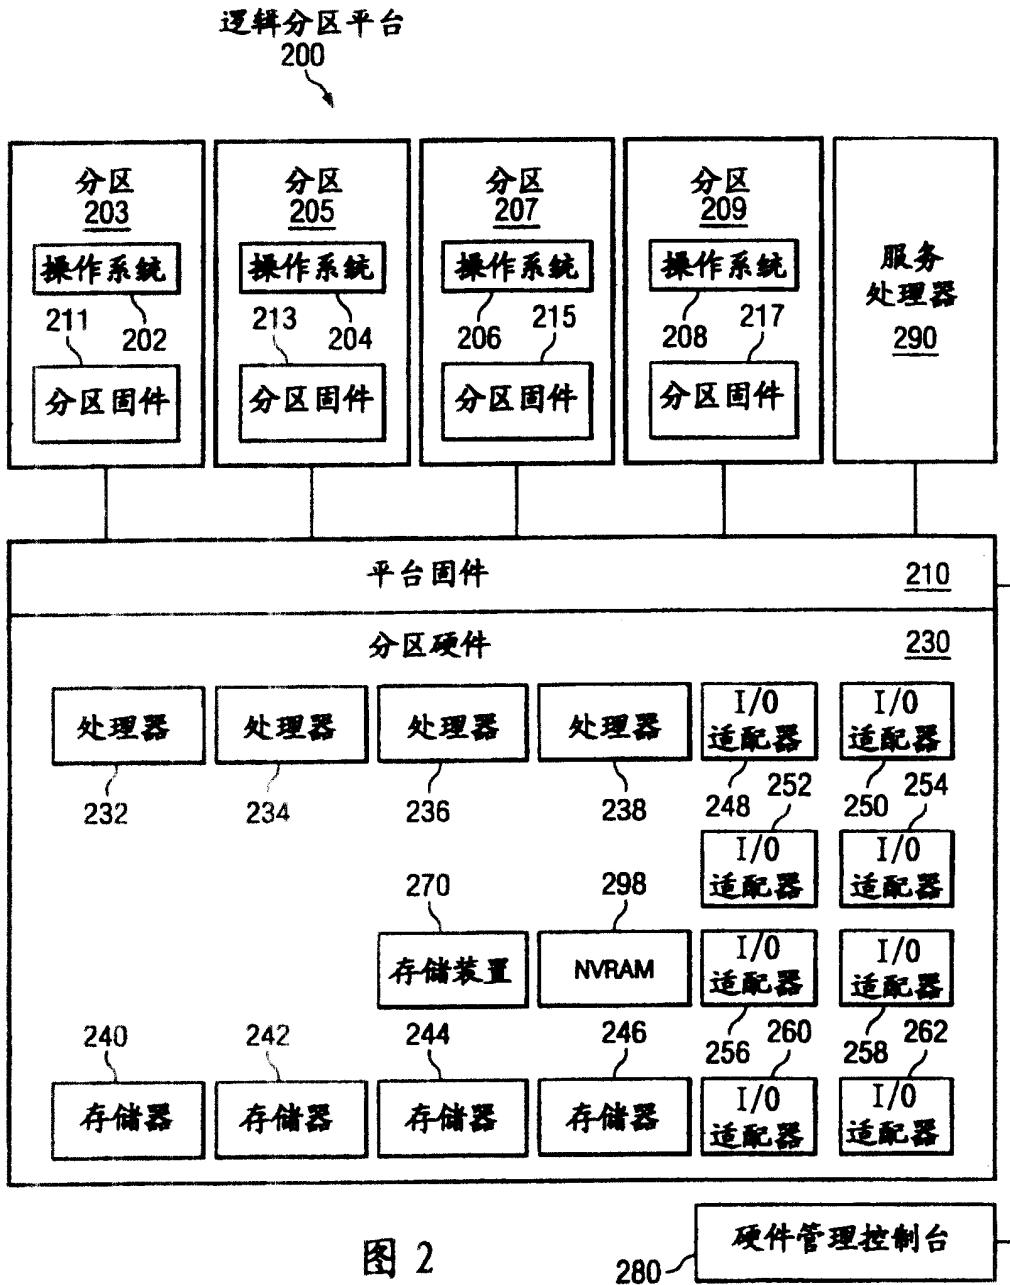 逻辑分区平台
200
分区
203
操作系统
211
202
分区固件
分区
205
操作系统
213
204
分区固件
分区
207
操作系统
206
215
分区固件
分区
209
操作系统
208
217
分区固件
服务
处理器
290
平台固件
210
分区硬件
230
处理器
处理器
处理器
处理器
I/O
适配器
I/O
适配器
232
234
236
238
248
252
250
254
I/O
适配器
I/O
适配器
270
298
存储装置
NVRAM
I/O
适配器
I/O
适配器
240
242
244
246
256
260
258
262
存储器
存储器
存储器
存储器
I/O
适配器
I/O
适配器
图 2
280
硬件管理控制台